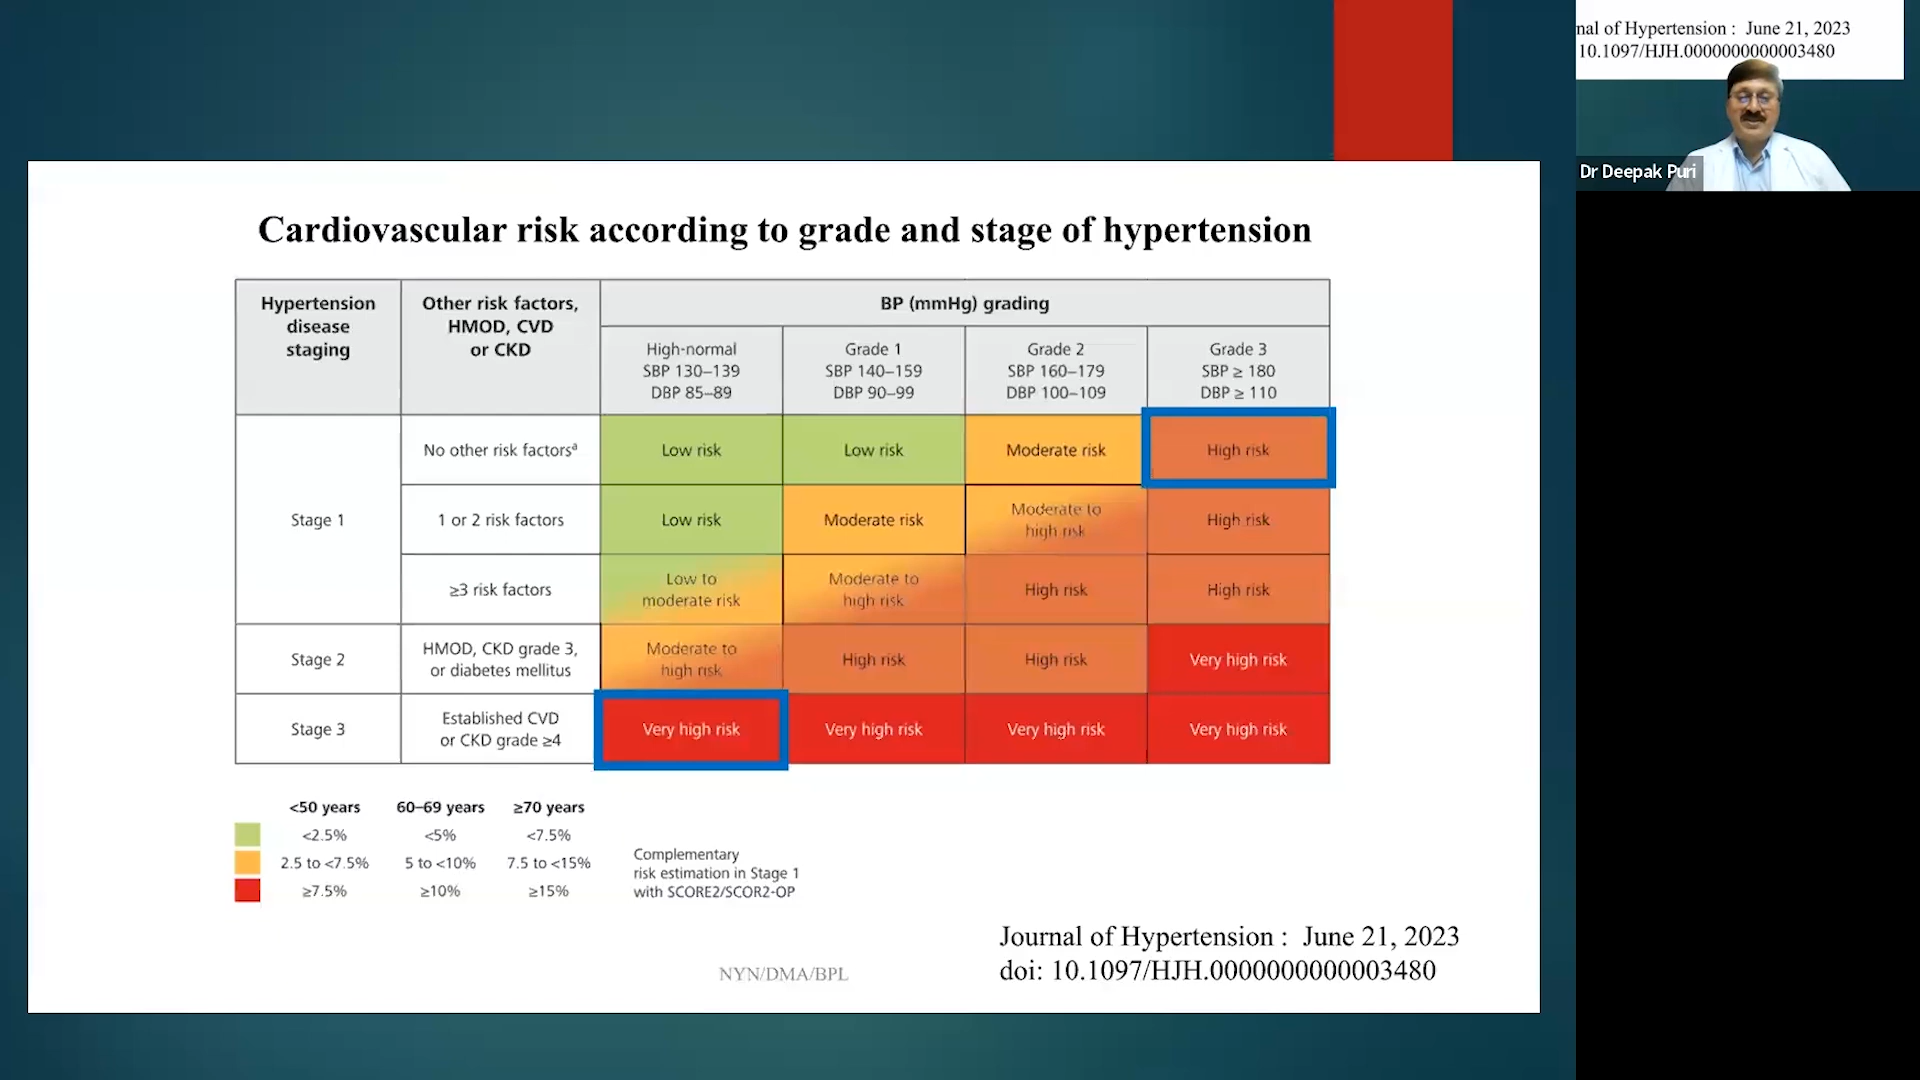 nal of Hypertension : June 21, 2023
10.1097/HJH.0000000000003480
Dr Deepak Puri
Cardiovascular risk according to grade and stage of hypertension
Hypertension
disease
staging
Other risk factors,
HMOD, CVD
or CKD
BP (mmHg) grading
High-normal
SBP 130–139
DBP 85–89
Grade 1
SBP 140–159
DBP 90–99
Grade 2
SBP 160–179
DBP 100–109
Grade 3
SBP ≥ 180
DBP ≥ 110
Stage 1
No other risk factorsª
Low risk
Low risk
Moderate risk
High risk
1 or 2 risk factors
Low risk
Moderate risk
Moderate to
high risk
High risk
≥3 risk factors
Low to
moderate risk
Moderate to
high risk
High risk
High risk
Stage 2
HMOD, CKD grade 3,
or diabetes mellitus
Moderate to
high risk
High risk
High risk
Very high risk
Stage 3
Established CVD
or CKD grade ≥4
Very high risk
Very high risk
Very high risk
Very high risk
<50 years 60–69 years ≥70 years
<2.5% <5% <7.5%
2.5 to <7.5% 5 to <10% 7.5 to <15%
≥7.5% ≥10% ≥15%
Complementary
risk estimation in Stage 1
with SCORE2/SCOR2-OP
Journal of Hypertension : June 21, 2023
doi: 10.1097/HJH.0000000000003480
NYN/DMA/BPL